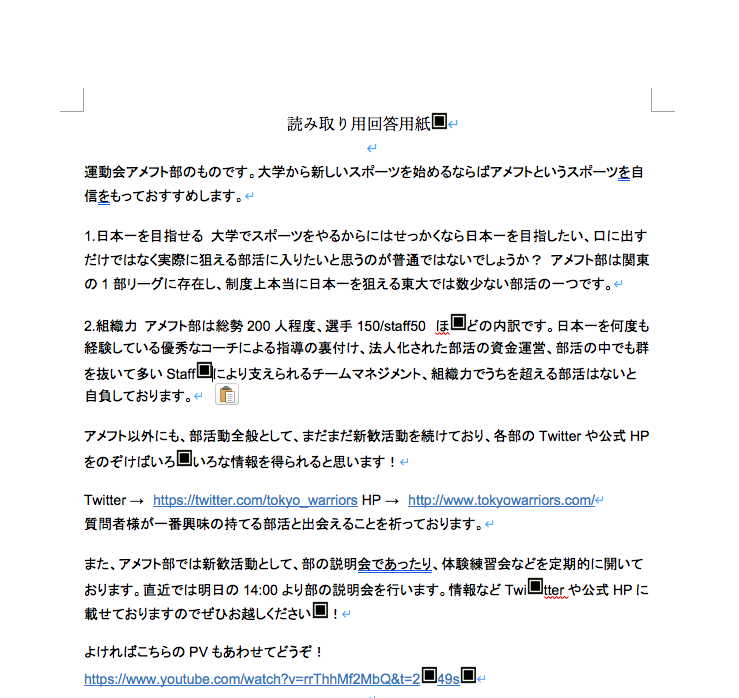 読み取り用回答用紙
運動会アメフト部のものです。大学から新しいスポーツを始めるならばアメフトというスポーツを自
信をもっておすすめします。
1.日本一を目指せる 大学でスポーツをやるからにはせっかくなら日本一を目指したい、口に出す
だけではなく実際に狙える部活に入りたいと思うのが普通ではないでしょうか？ アメフト部は関東
の１部リーグに存在し、制度上本当に日本一を狙える東大では数少ない部活の一つです。
2.組織力 アメフト部は総勢 200 人程度、選手 150/staff50 ほどの内訳です。日本一を何度も
経験している優秀なコーチによる指導の裏付け、法人化された部活の資金運営、部活の中でも群
を抜いて多い Staffにより支えられるチームマネジメント、組織力でうちを超える部活はないと
自負しております。
アメフト以外にも、部活動全般として、まだまだ新歓活動を続けており、各部の Twitter や公式 HP
をのぞけばいろいろな情報を得られると思います！
Twitter → https://twitter.com/tokyo_warriors HP → http://www.tokyowarriors.com/
質問者様が一番興味の持てる部活と出会えることを祈っております。
また、アメフト部では新歓活動として、部の説明会であったり、体験練習会などを定期的に開いて
おります。直近では明日の 14:00 より部の説明会を行います。情報など Twitter や公式 HP に
載せておりますのでぜひお越しください！
よければこちらの PV もあわせてどうぞ！
https://www.youtube.com/watch?v=rrThhMf2MbQ&t=249s